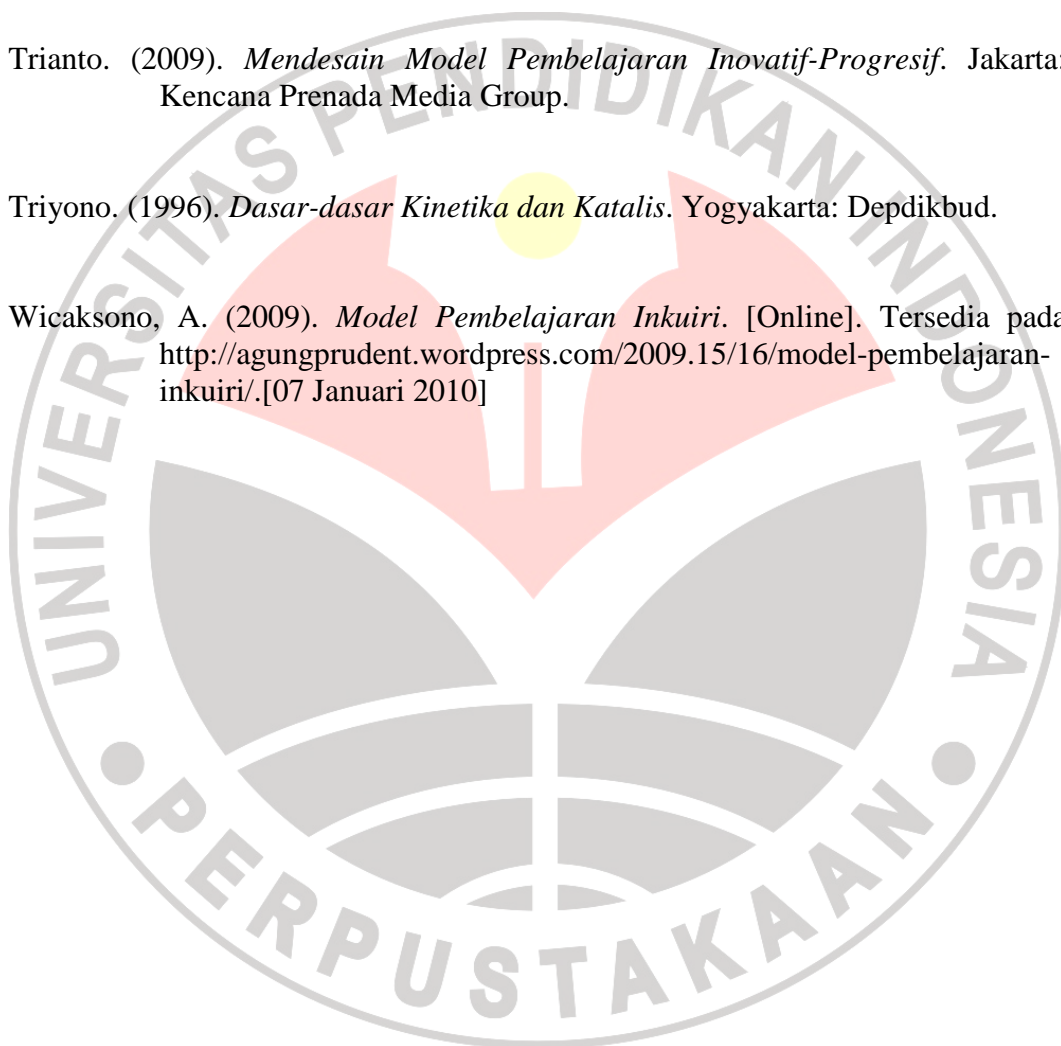 Trianto. (2009). Mendesain Model Pembelajaran Inovatif-Progresif. Jakarta:
Kencana Prenada Media Group.
Triyono. (1996). Dasar-dasar Kinetika dan Katalis. Yogyakarta: Depdikbud.
Wicaksono, A. (2009). Model Pembelajaran Inkuiri. [Online]. Tersedia pada
http://agungprudent.wordpress.com/2009.15/16/model-pembelajaran-
inkuiri/.[07 Januari 2010]
UNIVERSITAS PENDIDIKAN INDONESIA
PERPUSTAKAAN